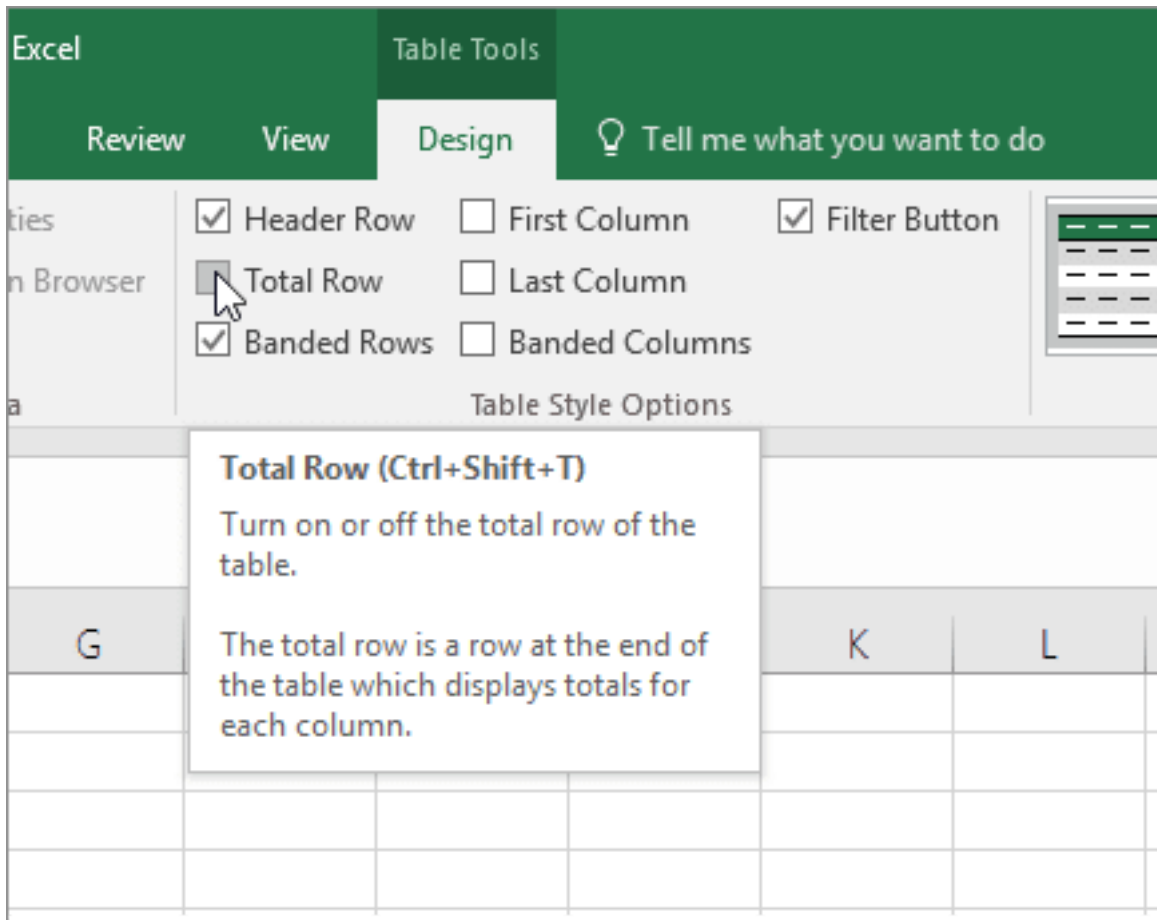 Excel
Table Tools
Review View Design Tell me what you want to do
ties Header Row First Column Filter Button
n Browser Total Row Last Column
Banded Rows Banded Columns
a Table Style Options
Total Row (Ctrl+Shift+T)
Turn on or off the total row of the
table.
The total row is a row at the end of
the table which displays totals for
each column.
G K L